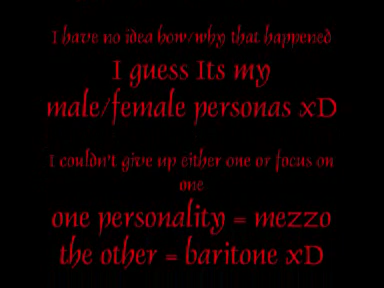 I have no idea how/why that happened
I guess Its my
male/female personas xD
I couldn't give up either one or focus on
one
one personality = mezzo
the other = baritone xD